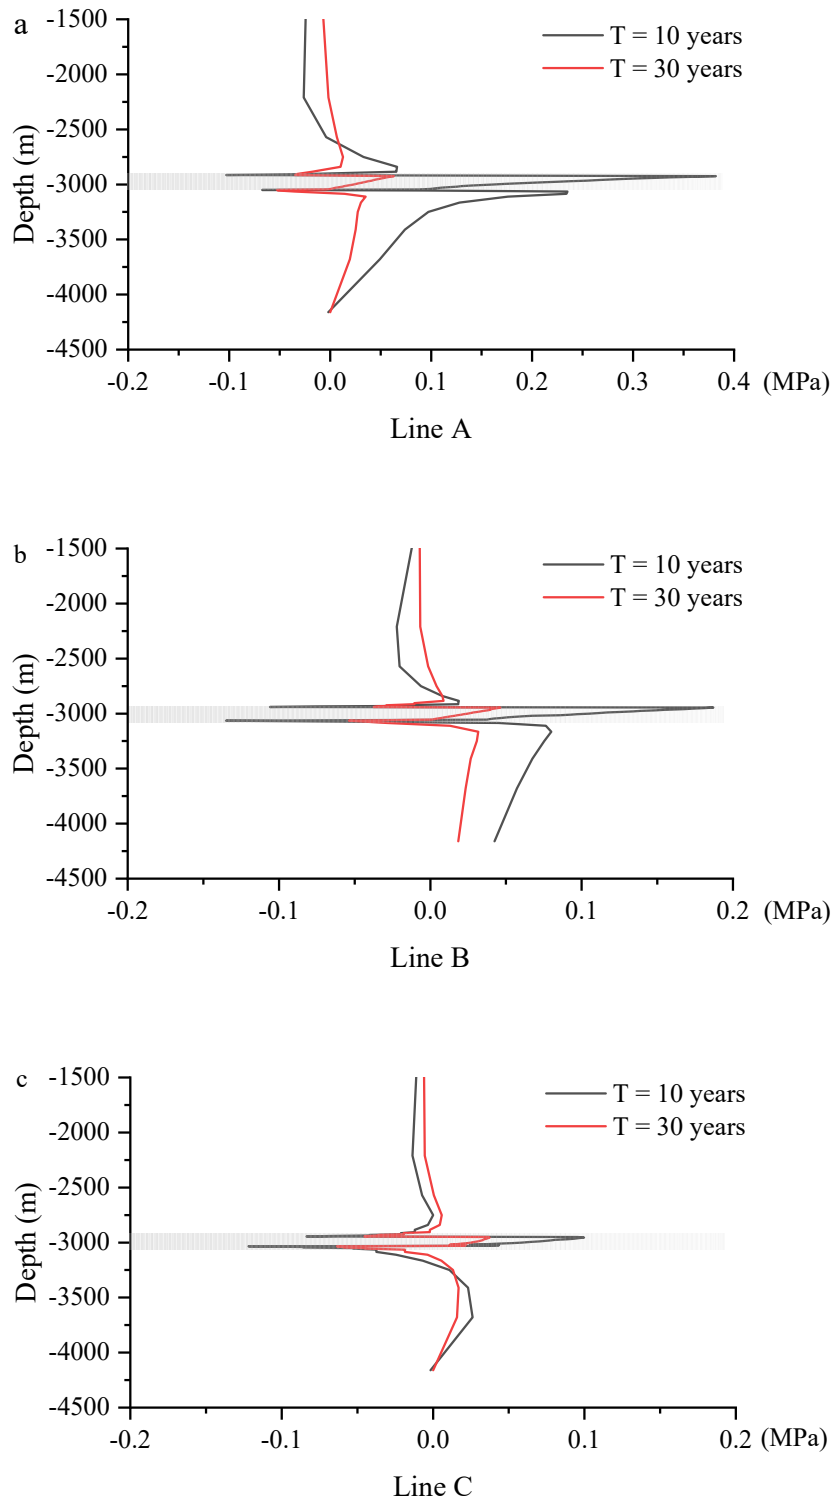 a
T = 10 years
T = 30 years
Depth (m)
-1500
-2000
-2500
-3000
-3500
-4000
-4500
-0.2 -0.1 0.0 0.1 0.2 0.3 0.4 (MPa)
Line A
b
T = 10 years
T = 30 years
Depth (m)
-1500
-2000
-2500
-3000
-3500
-4000
-4500
-0.2 -0.1 0.0 0.1 0.2 (MPa)
Line B
c
T = 10 years
T = 30 years
Depth (m)
-1500
-2000
-2500
-3000
-3500
-4000
-4500
-0.2 -0.1 0.0 0.1 0.2 (MPa)
Line C